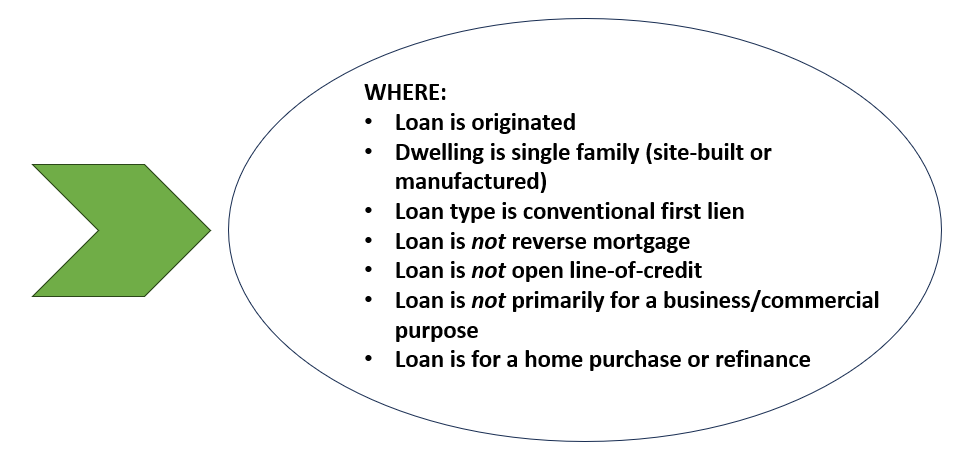 WHERE:
• Loan is originated
• Dwelling is single family (site-built or
manufactured)
• Loan type is conventional first lien
• Loan is not reverse mortgage
• Loan is not open line-of-credit
• Loan is not primarily for a business/commercial
purpose
• Loan is for a home purchase or refinance